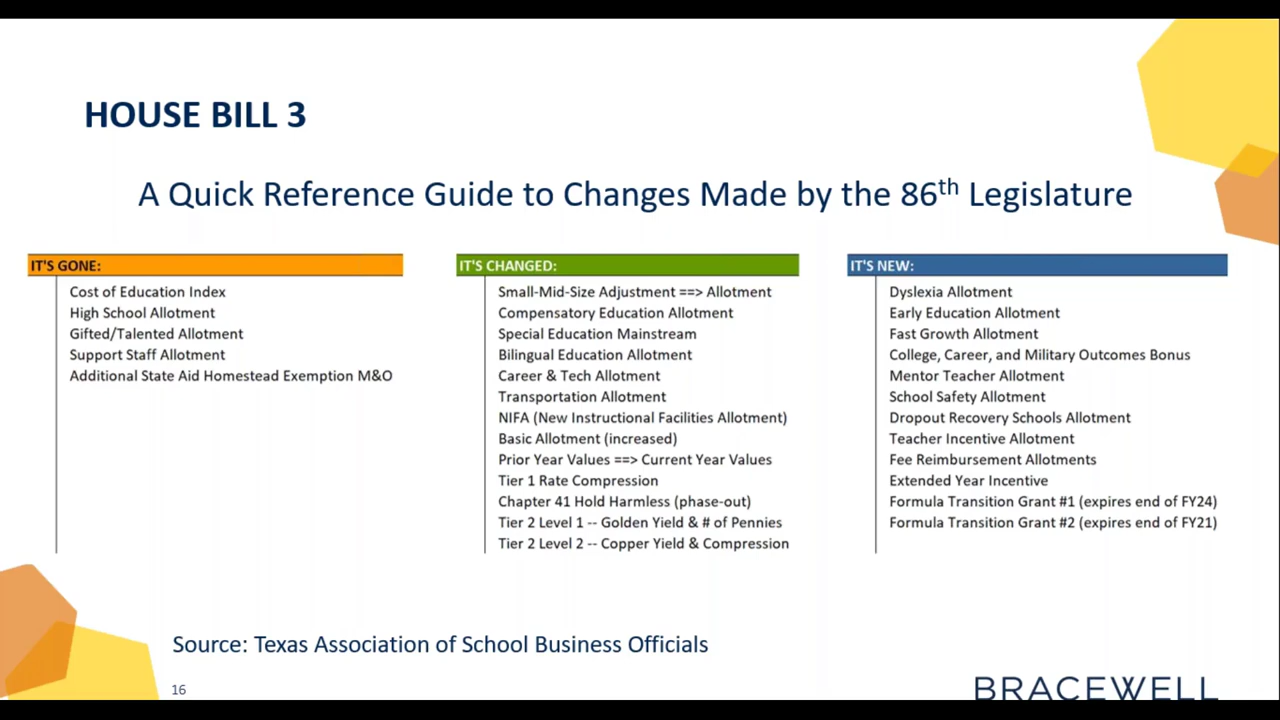 HOUSE BILL 3
A Quick Reference Guide to Changes Made by the 86th Legislature
IT'S GONE:
Cost of Education Index
High School Allotment
Gifted/Talented Allotment
Support Staff Allotment
Additional State Aid Homestead Exemption M&O
IT'S CHANGED:
Small-Mid-Size Adjustment ==> Allotment
Compensatory Education Allotment
Special Education Mainstream
Bilingual Education Allotment
Career & Tech Allotment
Transportation Allotment
NIFA (New Instructional Facilities Allotment)
Basic Allotment (increased)
Prior Year Values ==> Current Year Values
Tier 1 Rate Compression
Chapter 41 Hold Harmless (phase-out)
Tier 2 Level 1 -- Golden Yield & # of Pennies
Tier 2 Level 2 -- Copper Yield & Compression
IT'S NEW:
Dyslexia Allotment
Early Education Allotment
Fast Growth Allotment
College, Career, and Military Outcomes Bonus
Mentor Teacher Allotment
School Safety Allotment
Dropout Recovery Schools Allotment
Teacher Incentive Allotment
Fee Reimbursement Allotments
Extended Year Incentive
Formula Transition Grant #1 (expires end of FY24)
Formula Transition Grant #2 (expires end of FY21)
Source: Texas Association of School Business Officials
16
BRACEWELL